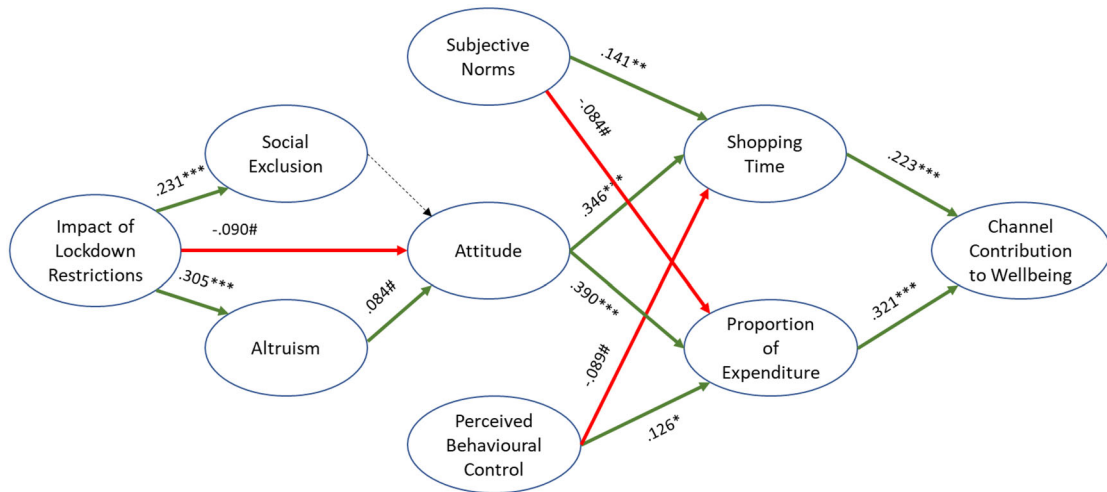 Subjective
Norms
.141**
-.084#
Social
Exclusion
Shopping
Time
.231***
.223***
.346***
Impact of
Lockdown
Restrictions
-.090#
Attitude
Channel
Contribution
to Wellbeing
.305***
.084#
.390***
.321***
Altruism
Proportion
of
Expenditure
-.089#
Perceived
Behavioural
Control
.126*